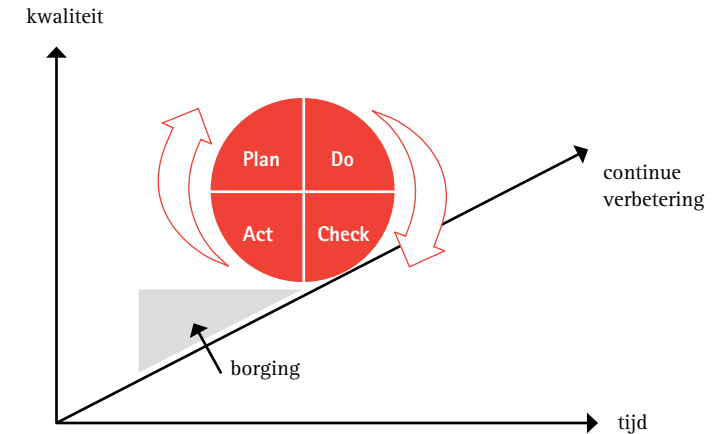 kwaliteit
Plan
Do
Act
Check
continue
verbetering
borging
tijd